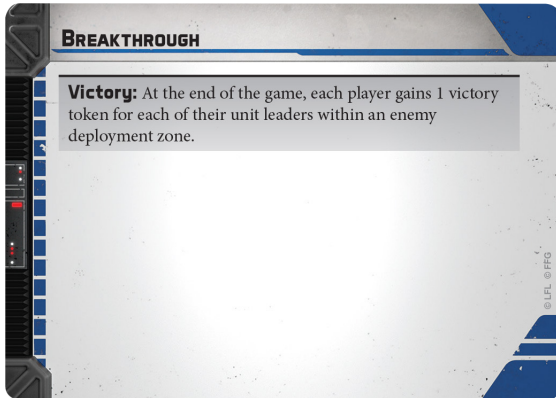 Breakthrough
Victory: At the end of the game, each player gains 1 victory
token for each of their unit leaders within an enemy
deployment zone.
© LFL © FFG